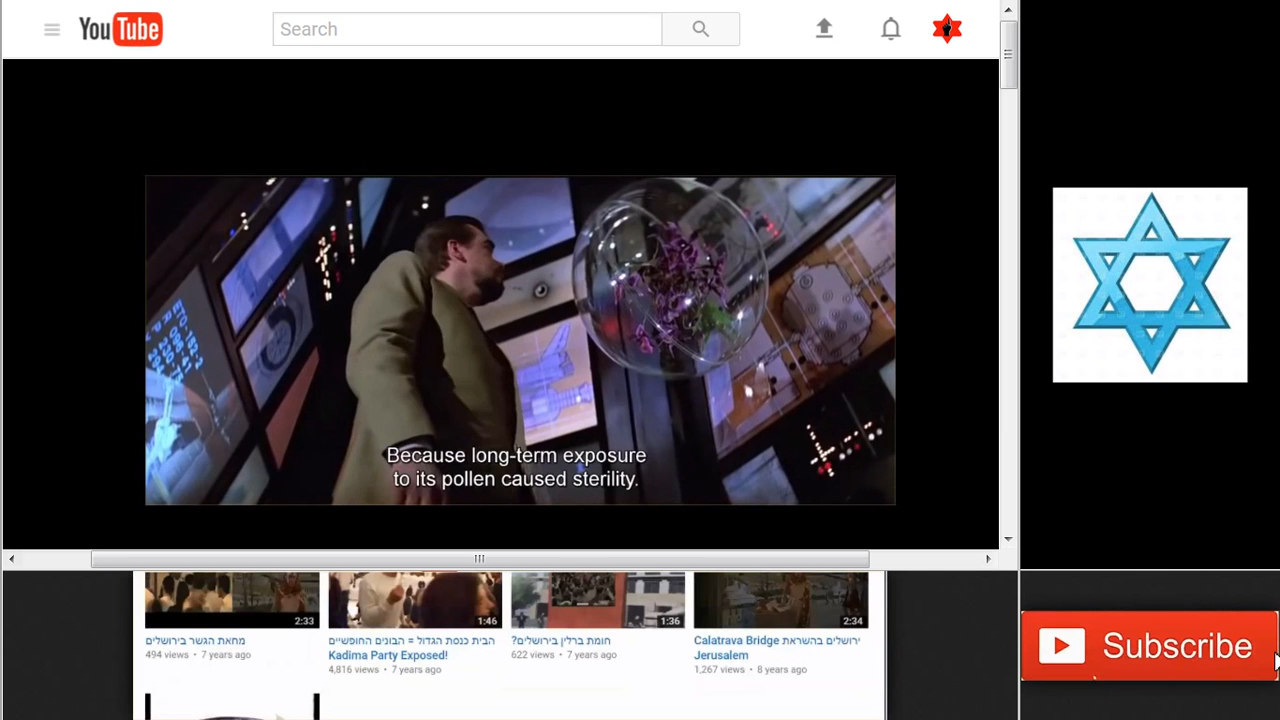 YouTube
Search
Because long-term exposure
to its pollen caused sterility.
2:33
1:46
1:36
2:34
מחאת הגשר בירושלים
494 views • 7 years ago
הבית כנסת הגדול = הבונים החופשיים
Kadima Party Exposed!
4,816 views • 7 years ago
חומת ברלין בירושלים?
622 views • 7 years ago
Calatrava Bridge ירושלים בהשראת
Jerusalem
1,267 views • 8 years ago
Subscribe